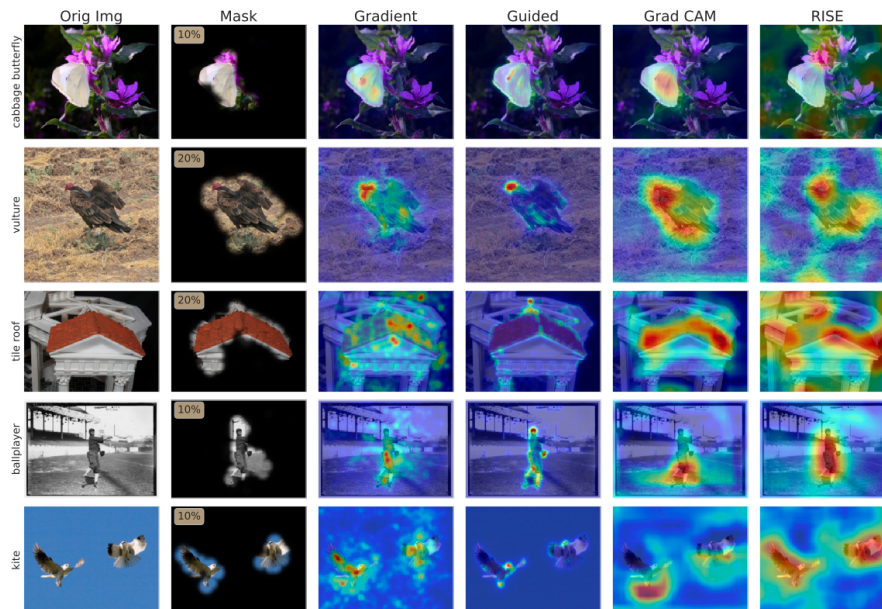 Orig Img Mask Gradient Guided Grad CAM RISE
cabbage butterfly
10%
vulture
20%
tile roof
20%
ballplayer
10%
kite
10%